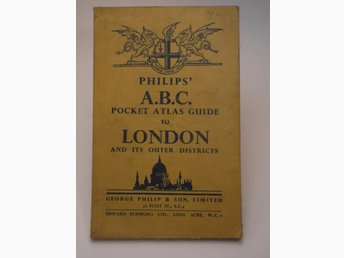 PHILIPS'
A.B.C.
POCKET ATLAS GUIDE
TO
LONDON
AND ITS OUTER DISTRICTS
GEORGE PHILIP & SON, LIMITED
32 FLEET ST., E.C.4
EDWARD STANFORD LTD., LONG ACRE, W.C.2